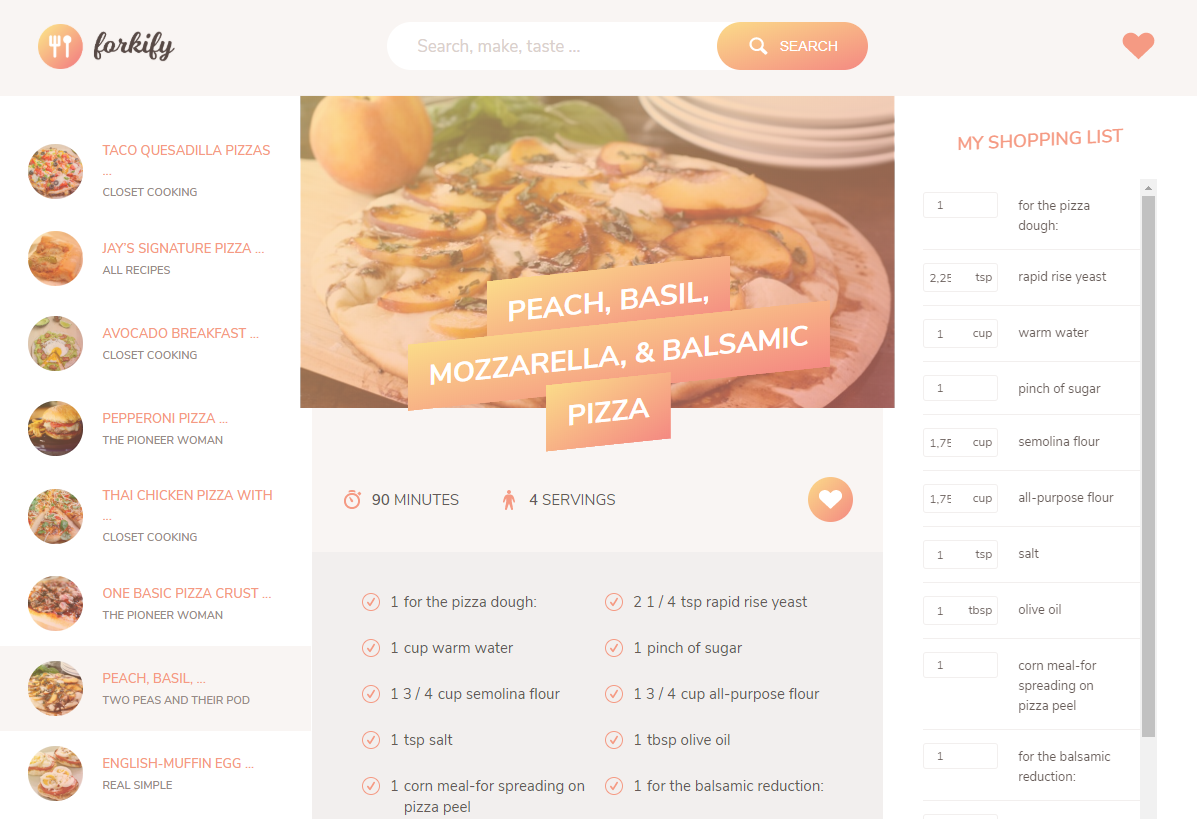 forkify
Search, make, taste ...
SEARCH
TACO QUESADILLA PIZZAS
...
CLOSET COOKING
JAY'S SIGNATURE PIZZA ...
ALL RECIPES
AVOCADO BREAKFAST ...
CLOSET COOKING
PEPPERONI PIZZA ...
THE PIONEER WOMAN
THAI CHICKEN PIZZA WITH
...
CLOSET COOKING
ONE BASIC PIZZA CRUST ...
THE PIONEER WOMAN
PEACH, BASIL, ...
TWO PEAS AND THEIR POD
ENGLISH-MUFFIN EGG ...
REAL SIMPLE
PEACH, BASIL,
MOZZARELLA, & BALSAMIC
PIZZA
90 MINUTES
4 SERVINGS
1 for the pizza dough:
2 1 / 4 tsp rapid rise yeast
1 cup warm water
1 pinch of sugar
1 3 / 4 cup semolina flour
1 3 / 4 cup all-purpose flour
1 tsp salt
1 tbsp olive oil
1 corn meal-for spreading on
pizza peel
1 for the balsamic reduction:
MY SHOPPING LIST
1 for the pizza
dough:
2,25 tsp rapid rise yeast
1 cup warm water
1 pinch of sugar
1,75 cup semolina flour
1,75 cup all-purpose flour
1 tsp salt
1 tbsp olive oil
1 corn meal-for
spreading on
pizza peel
1 for the balsamic
reduction: